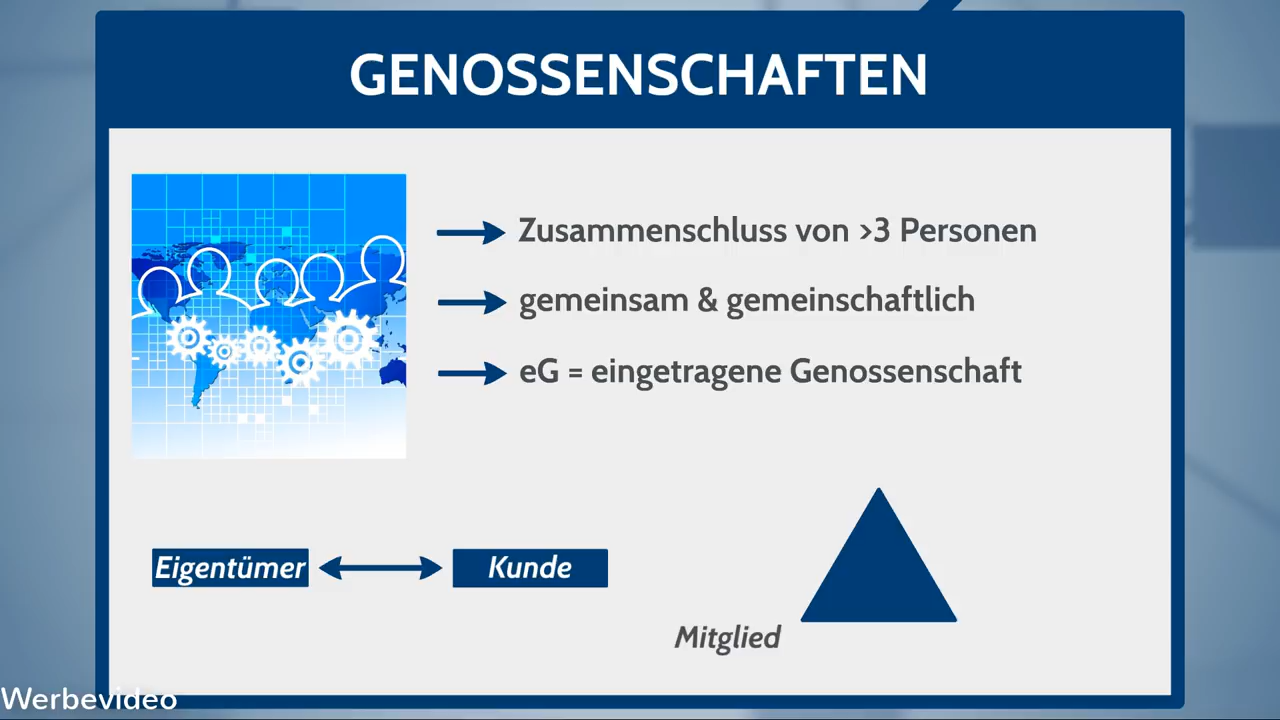 GENOSSENSCHAFTEN
Zusammenschluss von >3 Personen
gemeinsam & gemeinschaftlich
eG = eingetragene Genossenschaft
Eigentümer
Kunde
Mitglied
Werbevideo